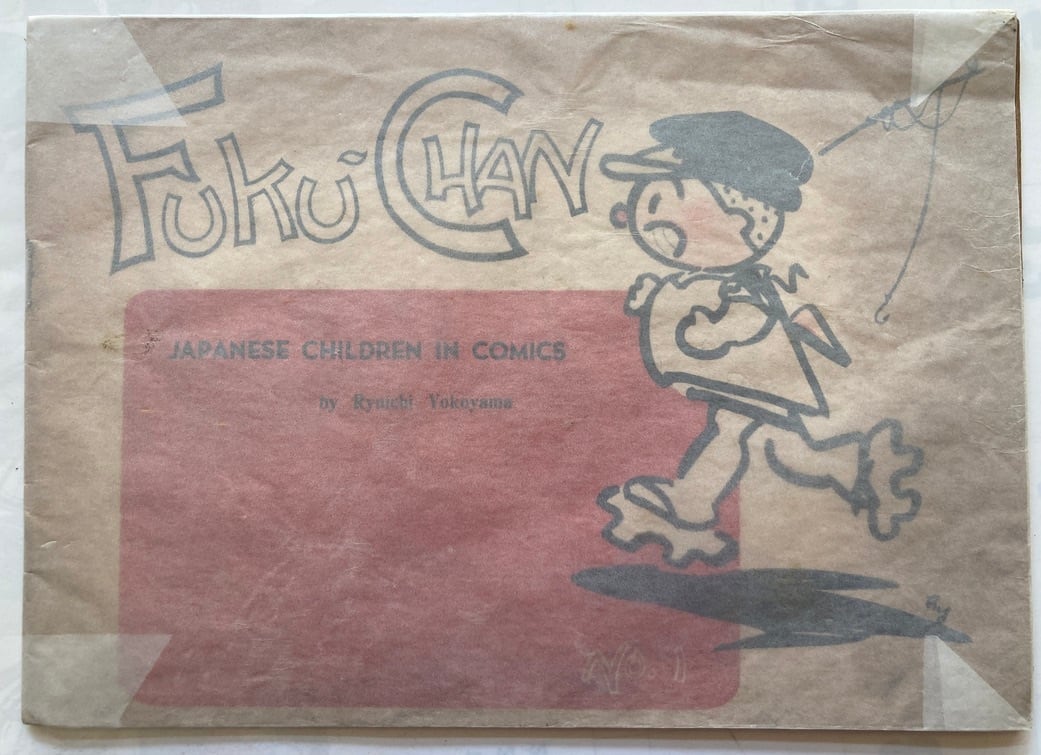 FUKU-CHAN
JAPANESE CHILDREN IN COMICS
by Ryuichi Yokoyama
NO. 1